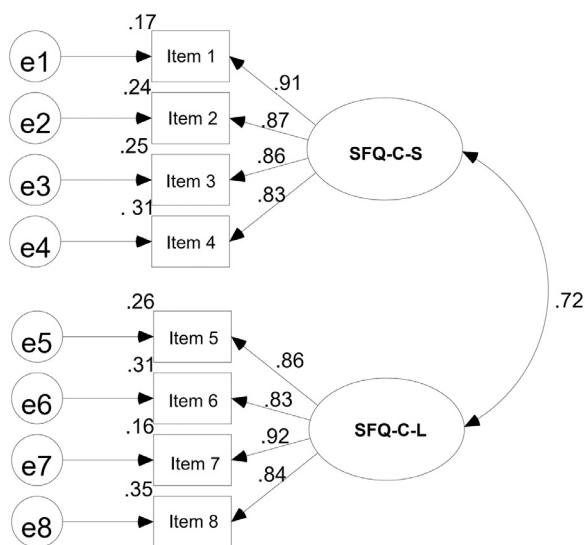 .17
e1
Item 1
.91
.24
e2
Item 2
.87
SFQ-C-S
.25
e3
Item 3
.86
. 31
e4
Item 4
.83
.72
.26
e5
Item 5
.86
.31
e6
Item 6
.83
SFQ-C-L
.16
e7
Item 7
.92
.35
e8
Item 8
.84